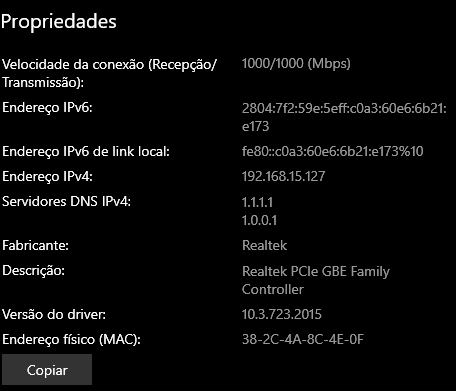 Propriedades
Velocidade da conexão (Recepção/
Transmissão):
1000/1000 (Mbps)
Endereço IPv6:
2804:7f2:59e:5eff:c0a3:60e6:6b21:
e173
Endereço IPv6 de link local:
fe80::c0a3:60e6:6b21:e173%10
Endereço IPv4:
192.168.15.127
Servidores DNS IPv4:
1.1.1.1
1.0.0.1
Fabricante:
Realtek
Descrição:
Realtek PCIe GBE Family
Controller
Versão do driver:
10.3.723.2015
Endereço físico (MAC):
38-2C-4A-8C-4E-0F
Copiar